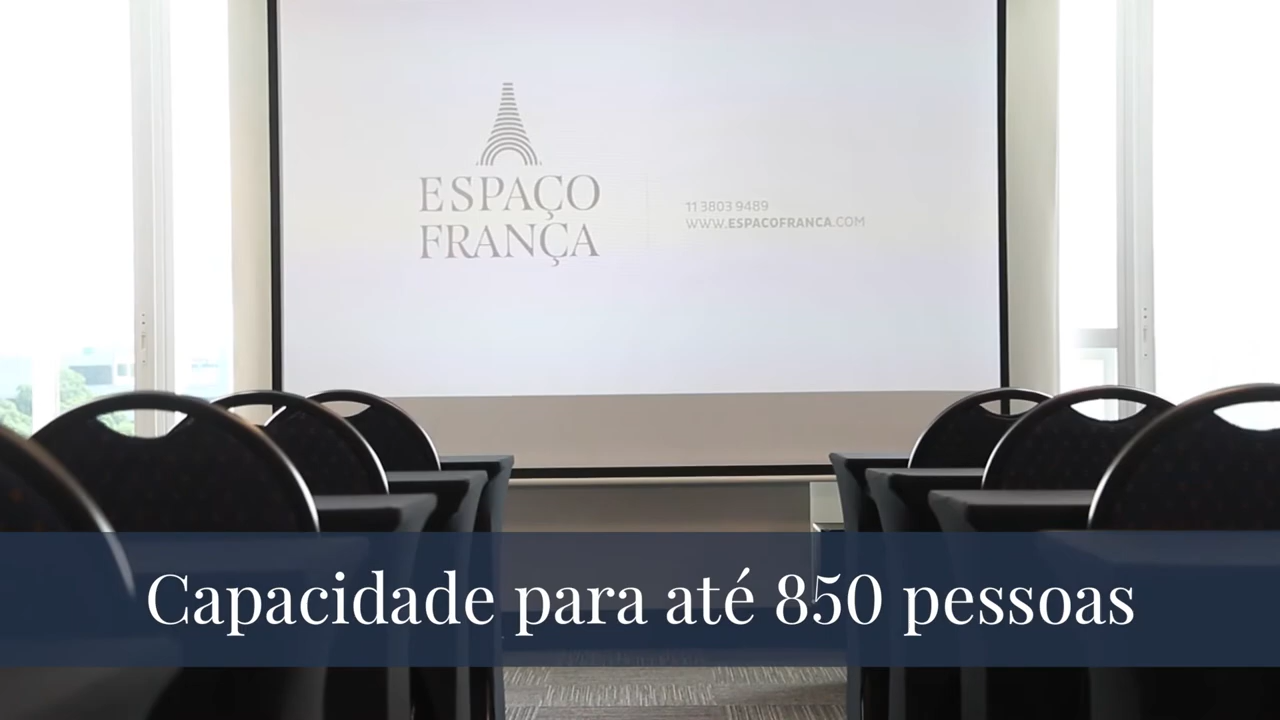 ESPAÇO
FRANÇA
11 3803 9489
WWW.ESPACOFRANCA.COM
Capacidade para até 850 pessoas